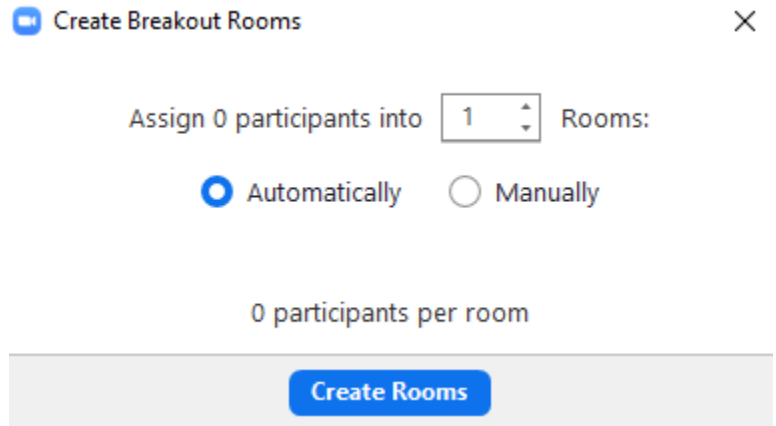 Create Breakout Rooms
Assign 0 participants into 1 Rooms:
Automatically Manually
0 participants per room
Create Rooms